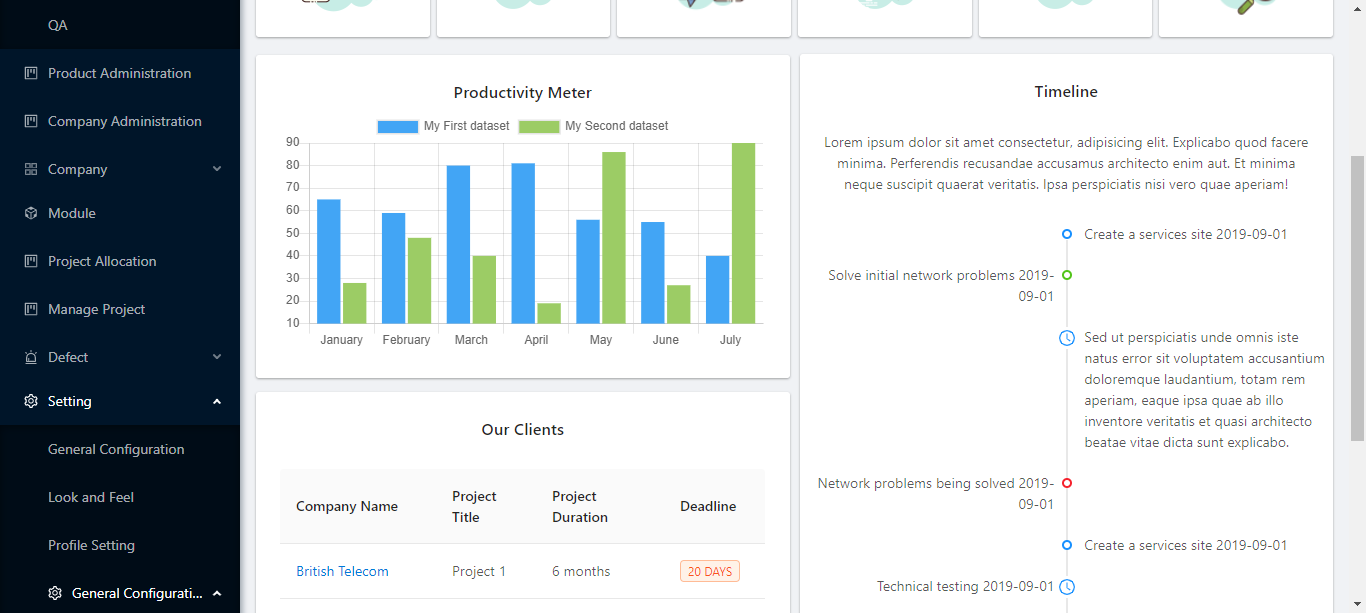 QA
Product Administration
Company Administration
Company
Module
Project Allocation
Manage Project
Defect
Setting
General Configuration
Look and Feel
Profile Setting
General Configurati...
Productivity Meter
My First dataset My Second dataset
90
80
70
60
50
40
30
20
10
January February March April May June July
Our Clients
Company Name Project Title Project Duration Deadline
British Telecom Project 1 6 months 20 DAYS
Timeline
Lorem ipsum dolor sit amet consectetur, adipisicing elit. Explicabo quod facere
minima. Perferendis recusandae accusamus architecto enim aut. Et minima
neque suscipit quaerat veritatis. Ipsa perspiciatis nisi vero quae aperiam!
Create a services site 2019-09-01
Solve initial network problems 2019-
09-01
Sed ut perspiciatis unde omnis iste
natus error sit voluptatem accusantium
doloremque laudantium, totam rem
aperiam, eaque ipsa quae ab illo
inventore veritatis et quasi architecto
beatae vitae dicta sunt explicabo.
Network problems being solved 2019-
09-01
Create a services site 2019-09-01
Technical testing 2019-09-01